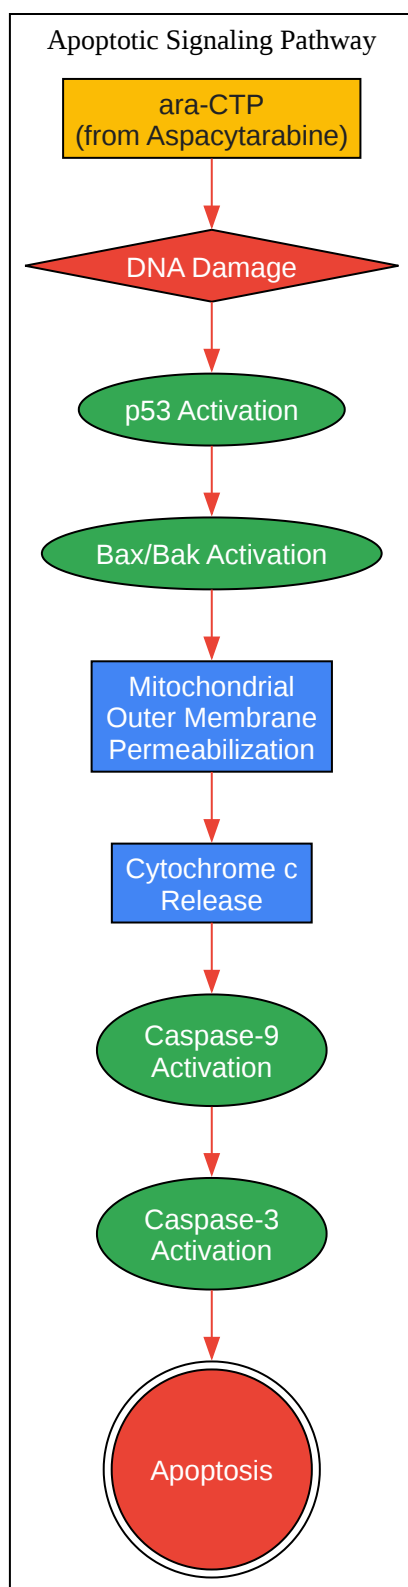 Apoptotic Signaling Pathway
ara-CTP
(from Aspacytarabine)
DNA Damage
p53 Activation
Bax/Bak Activation
Mitochondrial
Outer Membrane
Permeabilization
Cytochrome c
Release
Caspase-9
Activation
Caspase-3
Activation
Apoptosis